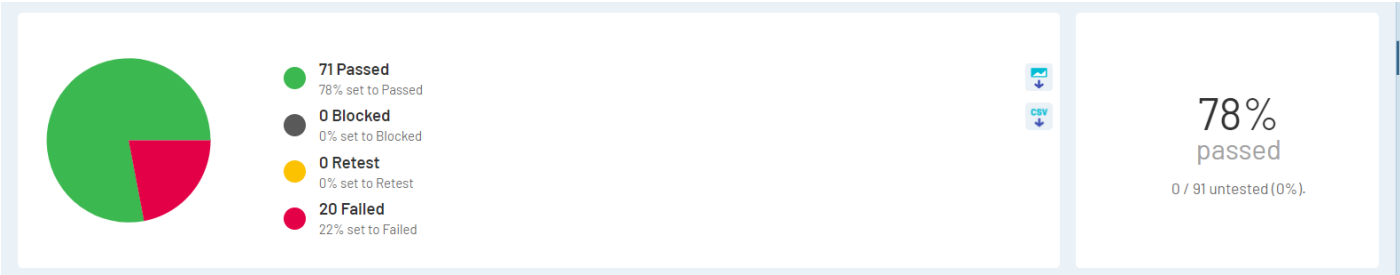 71 Passed
78% set to Passed
0 Blocked
0% set to Blocked
0 Retest
0% set to Retest
20 Failed
22% set to Failed
CSV
78%
passed
0 / 91 untested (0%).